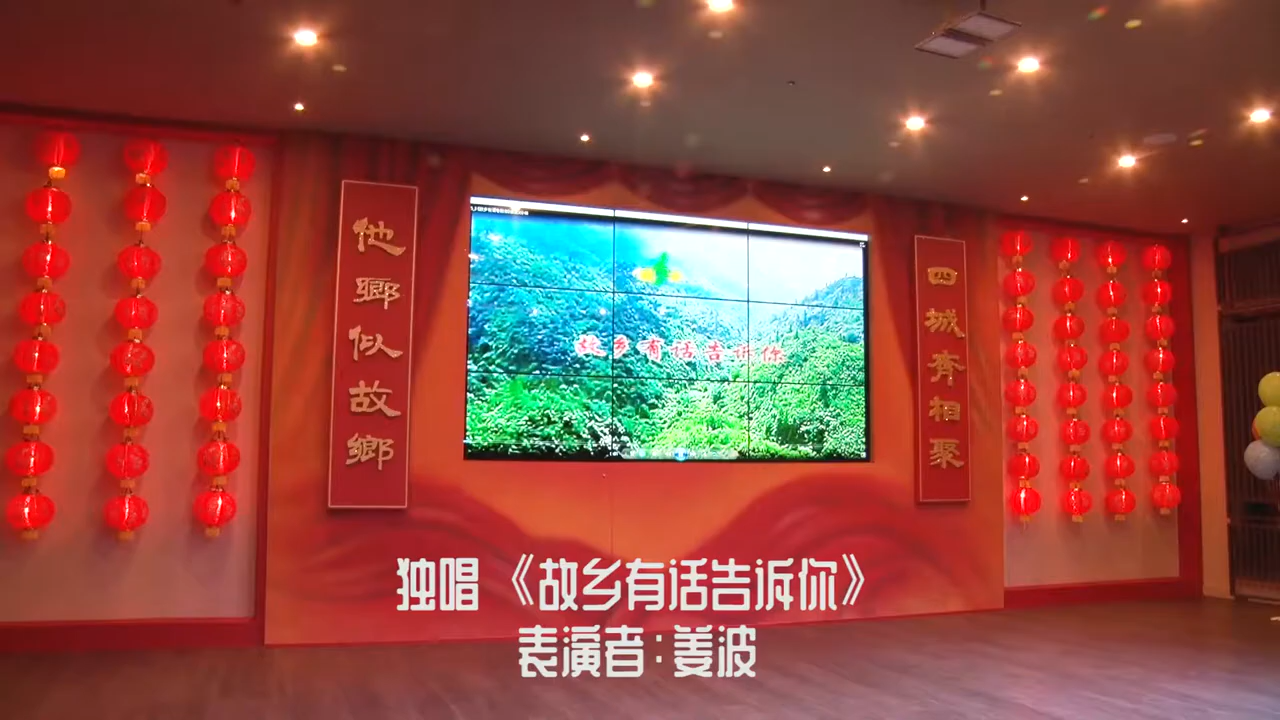 他鄉似故鄉
故乡有话告诉你
四城齐相聚
独唱《故乡有话告诉你》
表演者:姜波